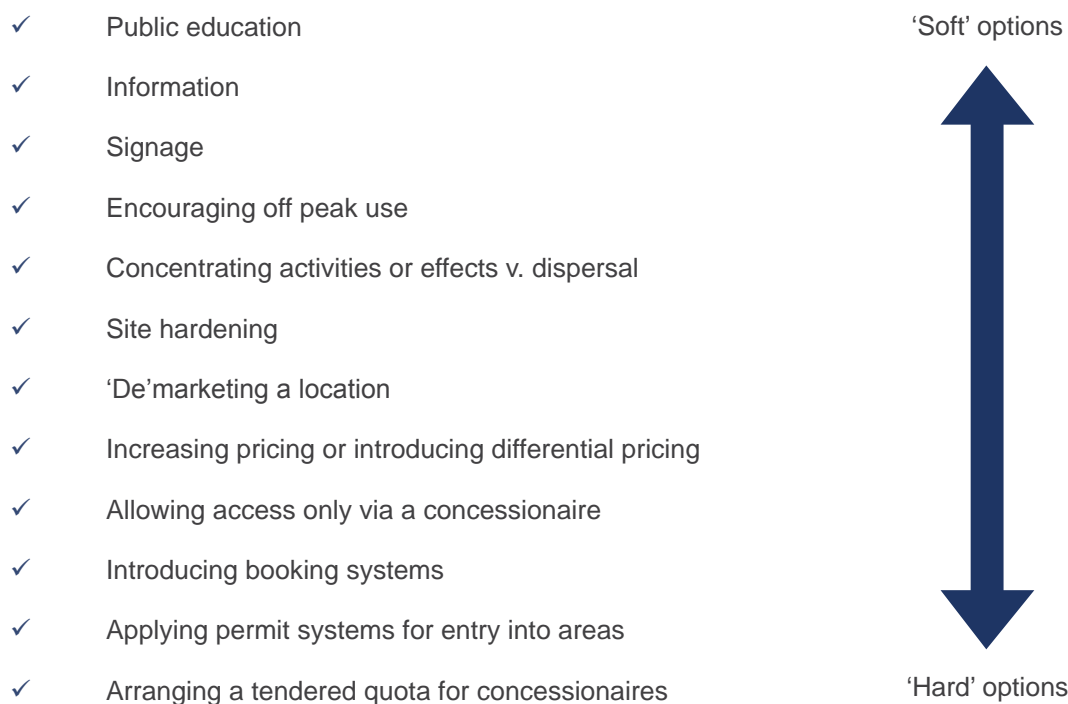 ✓ Public education
‘Soft’ options
✓ Information
✓ Signage
✓ Encouraging off peak use
✓ Concentrating activities or effects v. dispersal
✓ Site hardening
✓ ‘De’marketing a location
✓ Increasing pricing or introducing differential pricing
✓ Allowing access only via a concessionaire
✓ Introducing booking systems
✓ Applying permit systems for entry into areas
✓ Arranging a tendered quota for concessionaires
‘Hard’ options